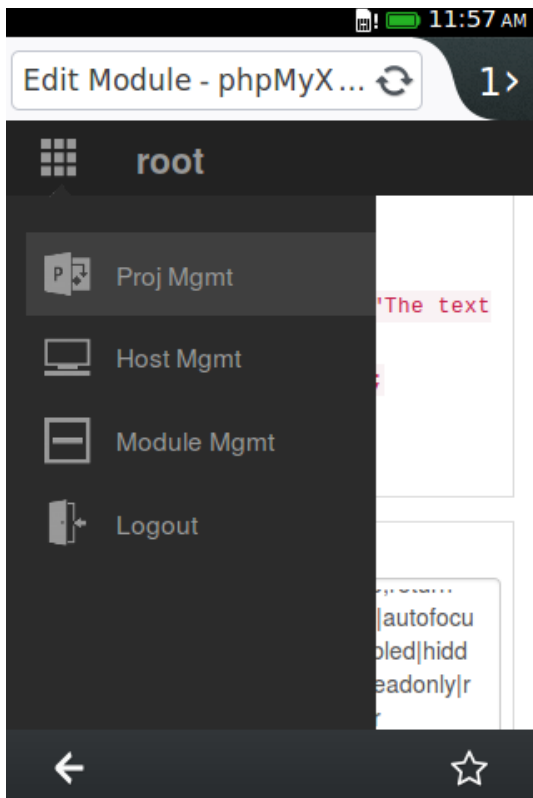 11:57 AM
Edit Module - phpMyX...
1>
root
P
Proj Mgmt
'The text
Host Mgmt
;
Module Mgmt
Logout
|autofocu
bled|hidd
eadonly|r